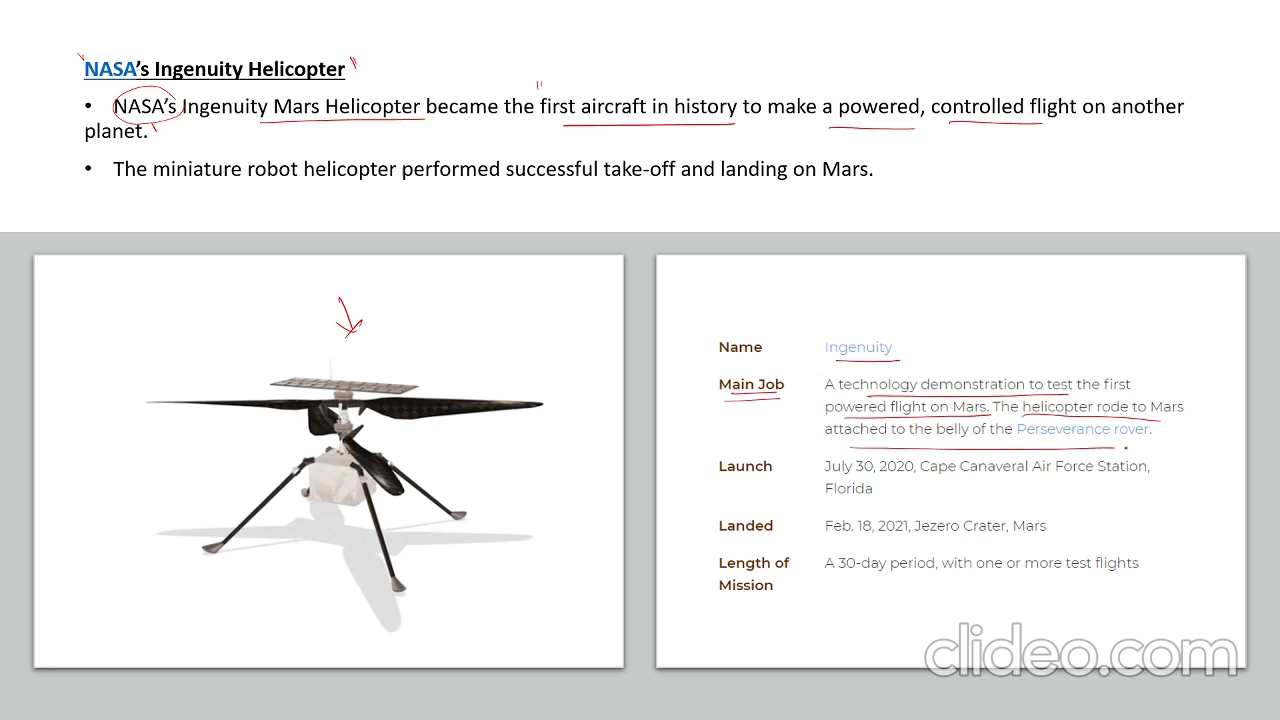 NASA's Ingenuity Helicopter
• NASA's Ingenuity Mars Helicopter became the first aircraft in history to make a powered, controlled flight on another
planet.
• The miniature robot helicopter performed successful take-off and landing on Mars.
Name Ingenuity
Main Job A technology demonstration to test the first
powered flight on Mars. The helicopter rode to Mars
attached to the belly of the Perseverance rover.
Launch July 30, 2020, Cape Canaveral Air Force Station,
Florida
Landed Feb. 18, 2021, Jezero Crater, Mars
Length of A 30-day period, with one or more test flights
Mission
clideo.com